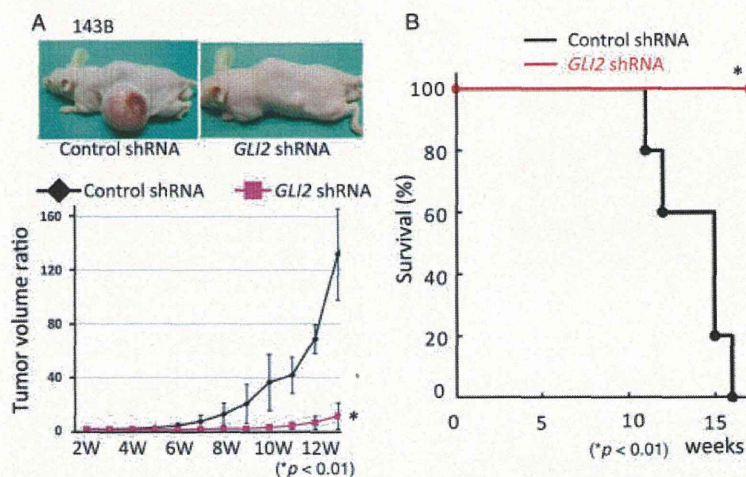 A
143B
Control shRNA
GLI2 shRNA
Control shRNA
GLI2 shRNA
Tumor volume ratio
160
120
80
40
0
2W 4W 6W 8W 10W 12W
*
(*p < 0.01)
B
Control shRNA
GLI2 shRNA
*
Survival (%)
100
80
60
40
20
0
0 5 10 15
(*p < 0.01) weeks